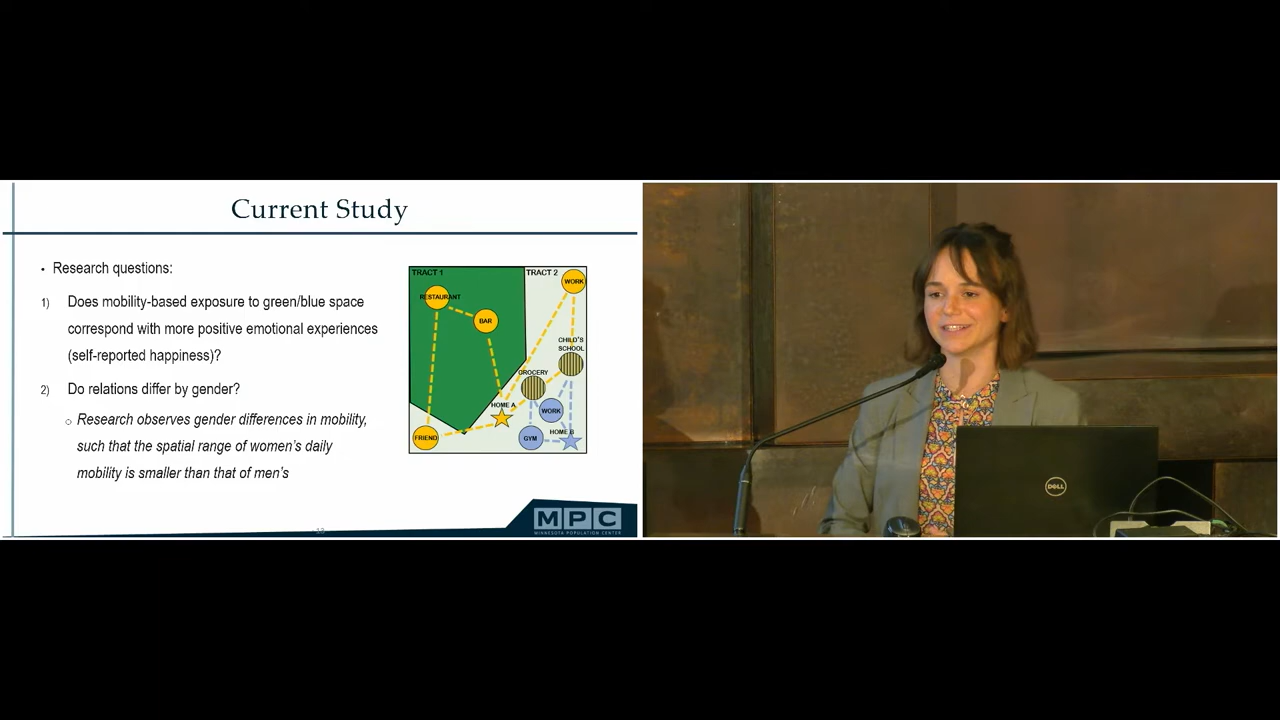 Current Study
• Research questions:
1) Does mobility-based exposure to green/blue space
correspond with more positive emotional experiences
(self-reported happiness)?
2) Do relations differ by gender?
o Research observes gender differences in mobility,
such that the spatial range of women's daily
mobility is smaller than that of men's
TRACT 1
TRACT 2
WORK
RESTAURANT
BAR
CHILD'S
SCHOOL
GROCERY
HOME A
WORK
FRIEND
GYM
HOME B
13
MPC
MINNESOTA POPULATION CENTER
DELL